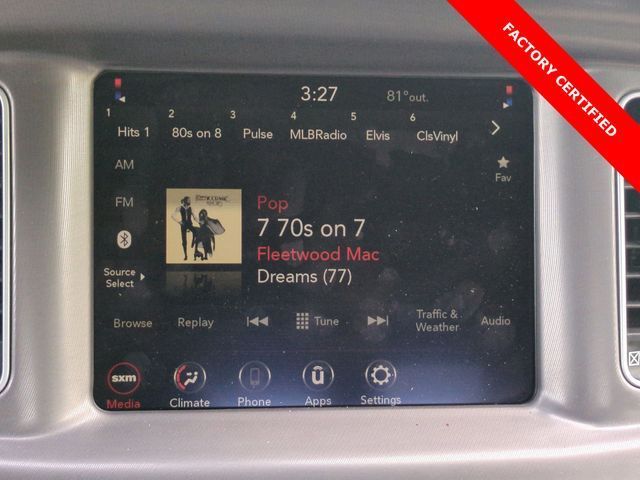 FACTORY CERTIFIED
3:27 81°out.
1 2 3 4 5 6
Hits 1 80s on 8 Pulse MLBRadio Elvis ClsVinyl
AM
Fav
FM
Pop
7 70s on 7
Fleetwood Mac
Dreams (77)
Source
Select
Browse Replay Tune Traffic &
Weather Audio
sxm
Media Climate Phone Apps Settings